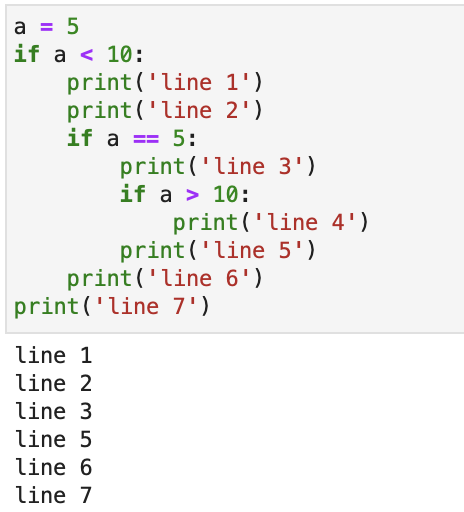 a = 5
if a < 10:
    print('line 1')
    print('line 2')
    if a == 5:
        print('line 3')
        if a > 10:
            print('line 4')
        print('line 5')
    print('line 6')
print('line 7')
line 1
line 2
line 3
line 5
line 6
line 7